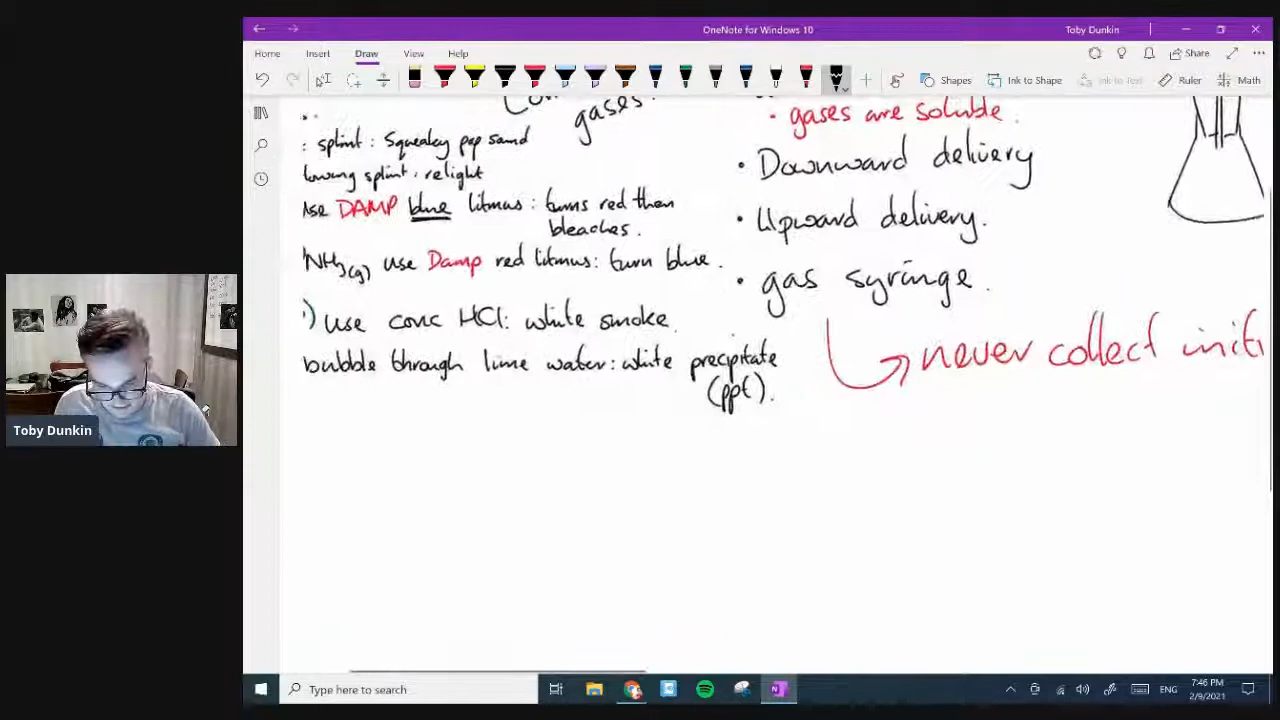 OneNote for Windows 10
Toby Dunkin
Home Insert Draw View Help
Share
Shapes Ink to Shape Ink to Text Ruler Math
gases.
: splint: Squeaky pop sound
lowing splint: relight
use DAMP blue litmus: turns red then
bleaches.
NH3(g) use Damp red litmus: turn blue.
) use conc HCl: white smoke.
bubble through lime water: white precipitate
(ppt).
• gases are soluble.
• Downward delivery
• Upward delivery.
• gas syringe.
never collect initi
Toby Dunkin
Type here to search
ENG
7:46 PM
2/9/2021